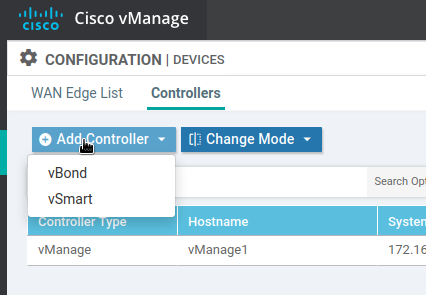 CISCO
Cisco vManage
CONFIGURATION | DEVICES
WAN Edge List Controllers
Add Controller Change Mode
vBond
vSmart
Search Opt
Controller Type Hostname System
vManage vManage1 172.16